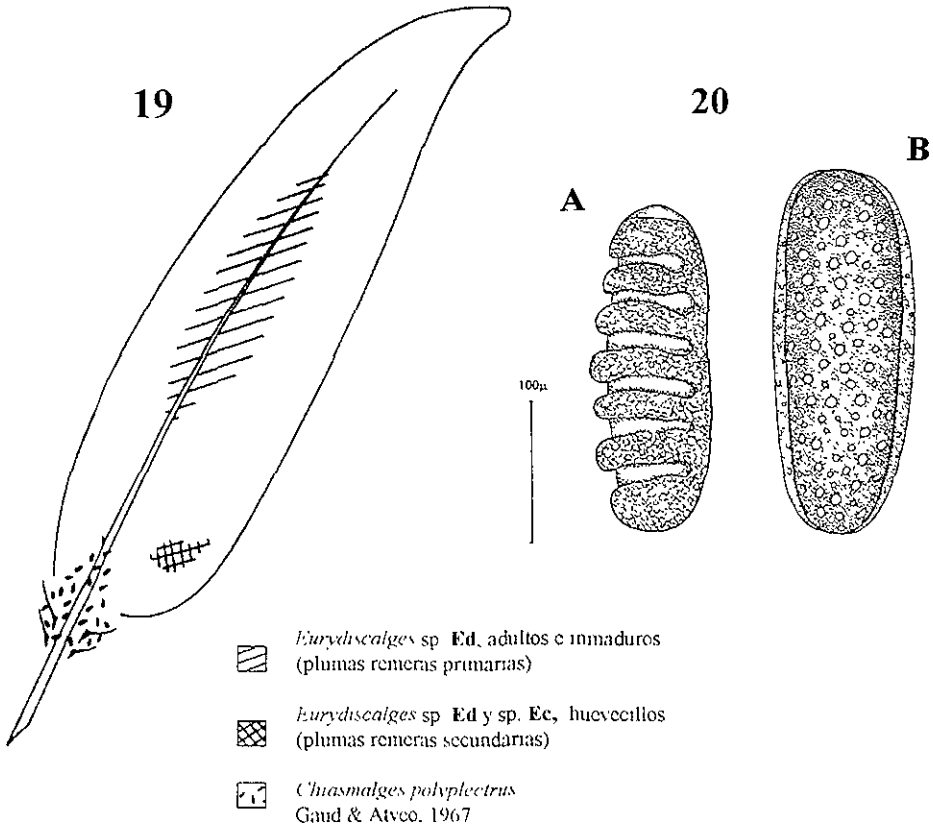 19
20
A
B
100µ
Eurydiscalges sp Ed, adultos e inmaduros
(plumas remeras primarias)
Eurydiscalges sp Ed y sp. Ec, huevecillos
(plumas remeras secundarias)
Chiasmalges polyplectrus
Gaud & Atyeo, 1967